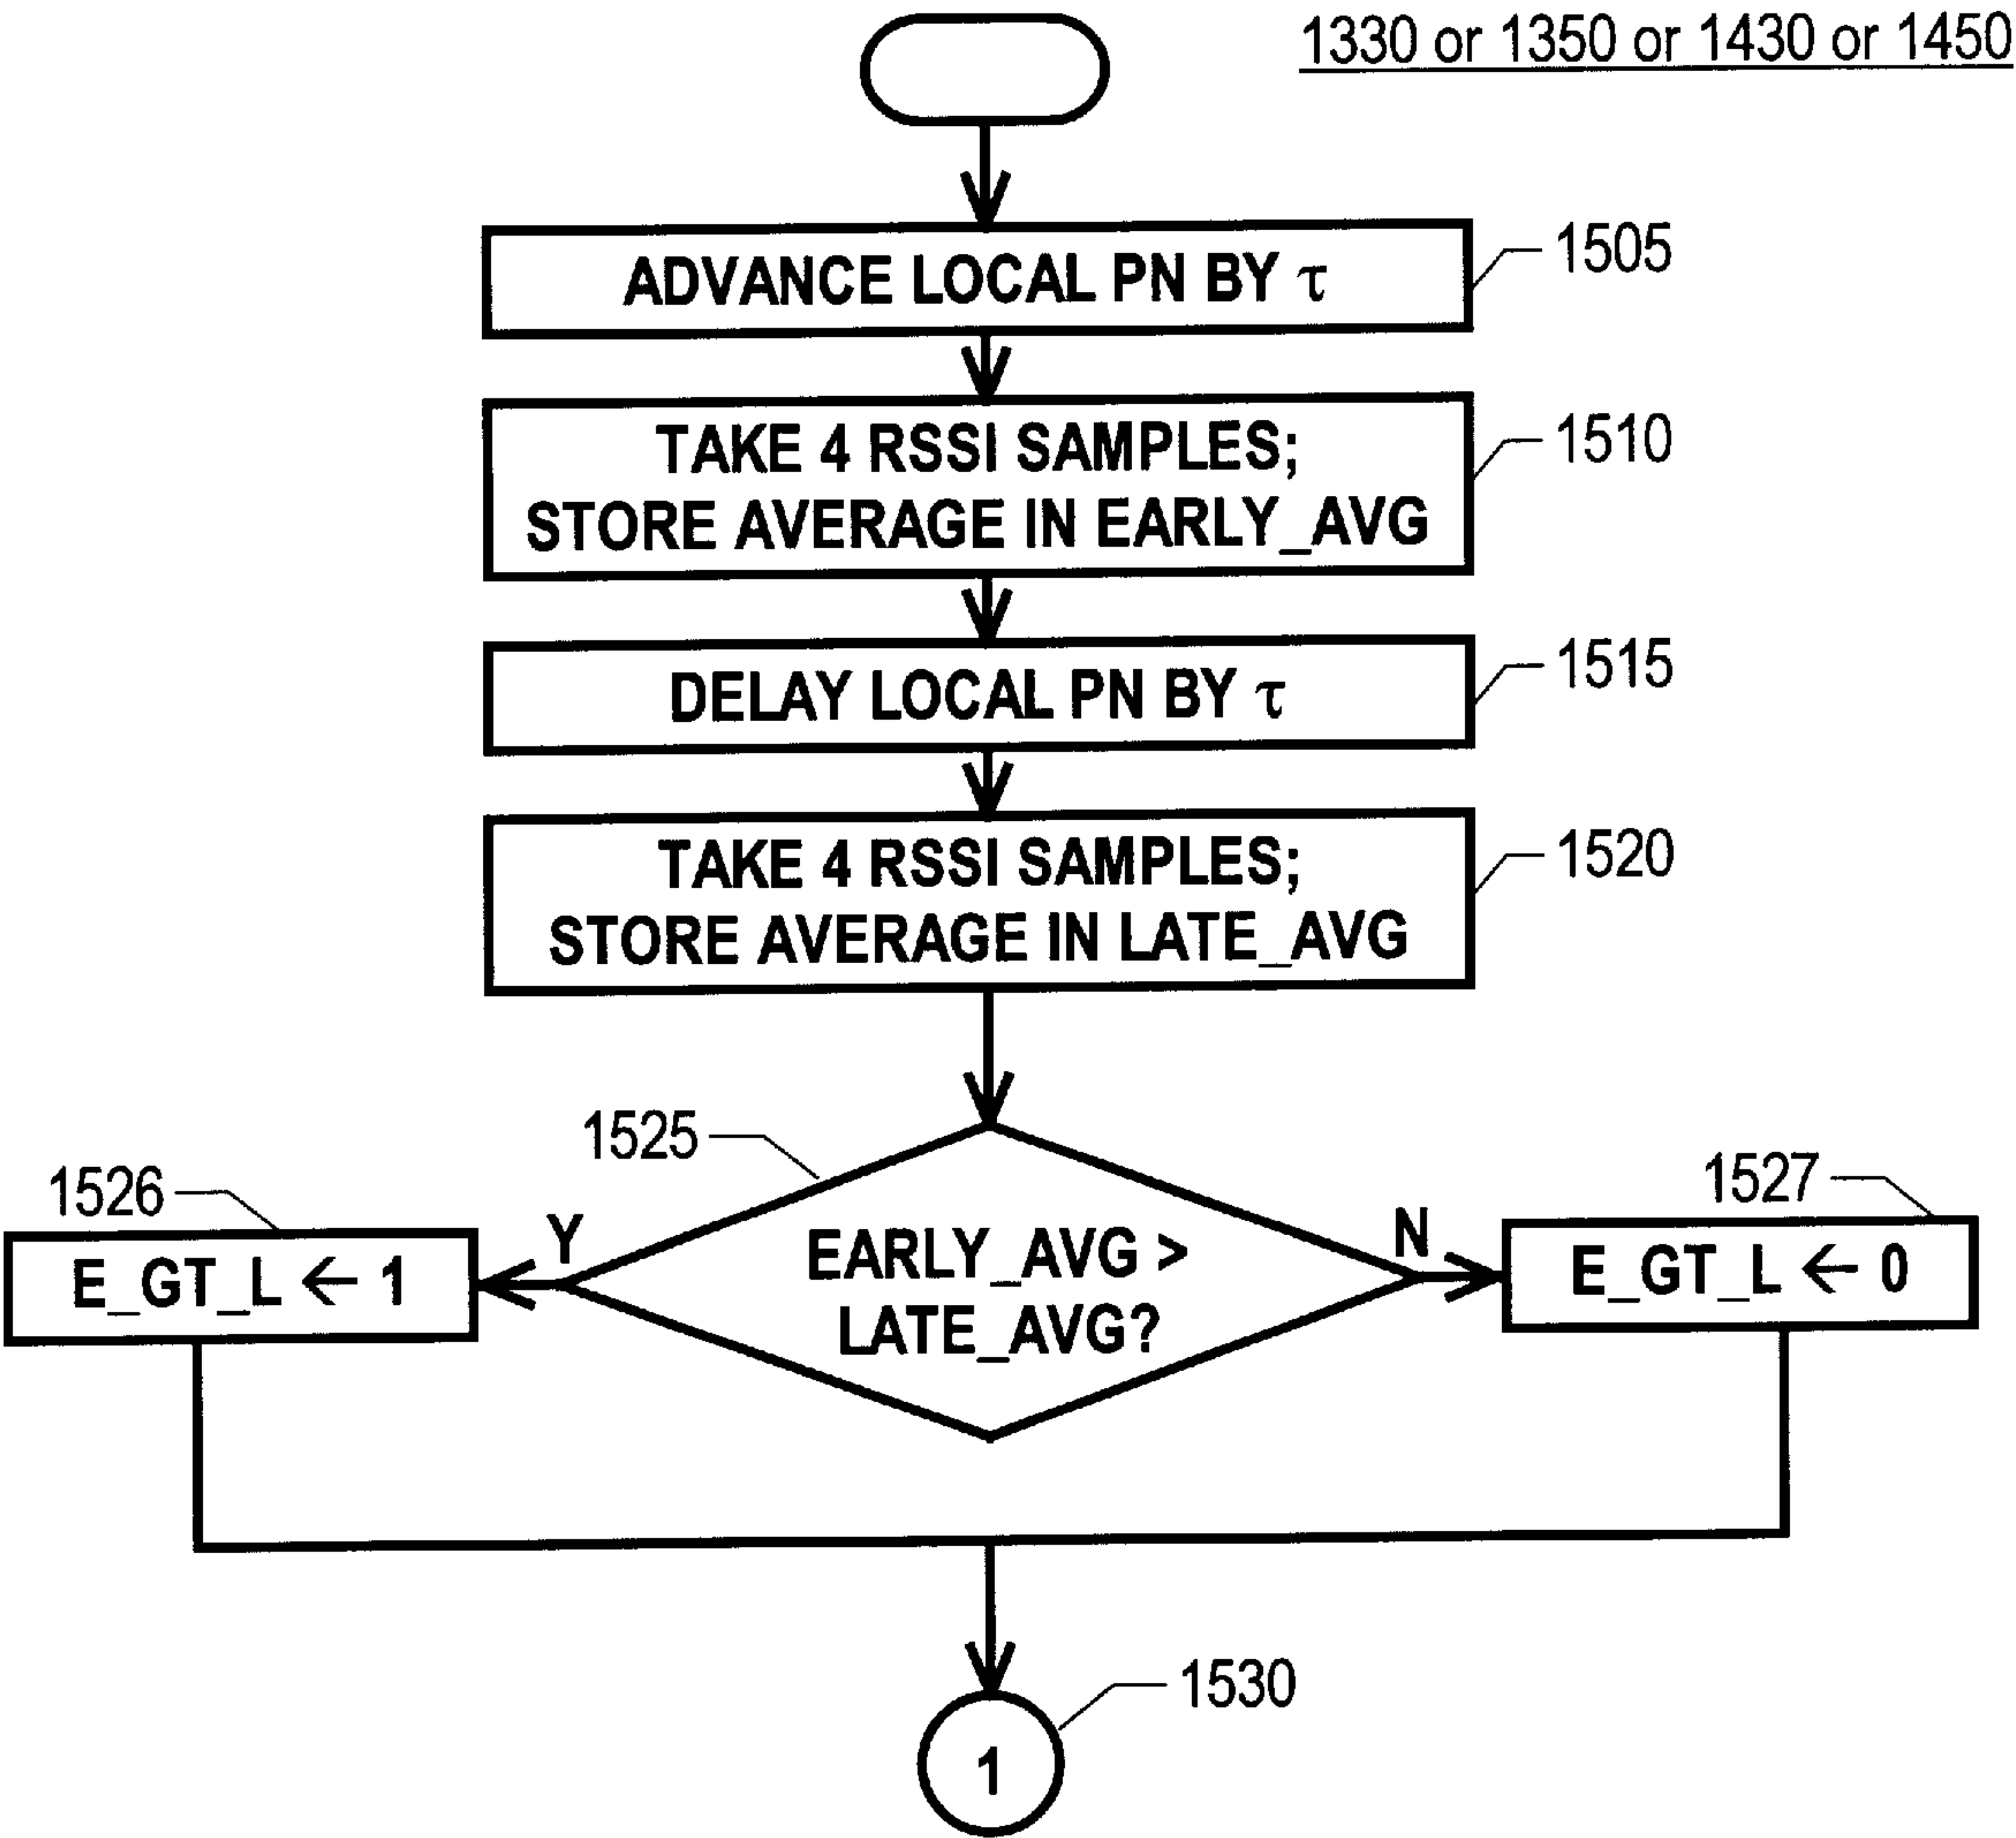 1330 or 1350 or 1430 or 1450
ADVANCE LOCAL PN BY τ
1505
TAKE 4 RSSI SAMPLES;
STORE AVERAGE IN EARLY_AVG
1510
DELAY LOCAL PN BY τ
1515
TAKE 4 RSSI SAMPLES;
STORE AVERAGE IN LATE_AVG
1520
1525
1526
1527
Y
N
E_GT_L ← 1
EARLY_AVG >
LATE_AVG?
E_GT_L ← 0
1530
1